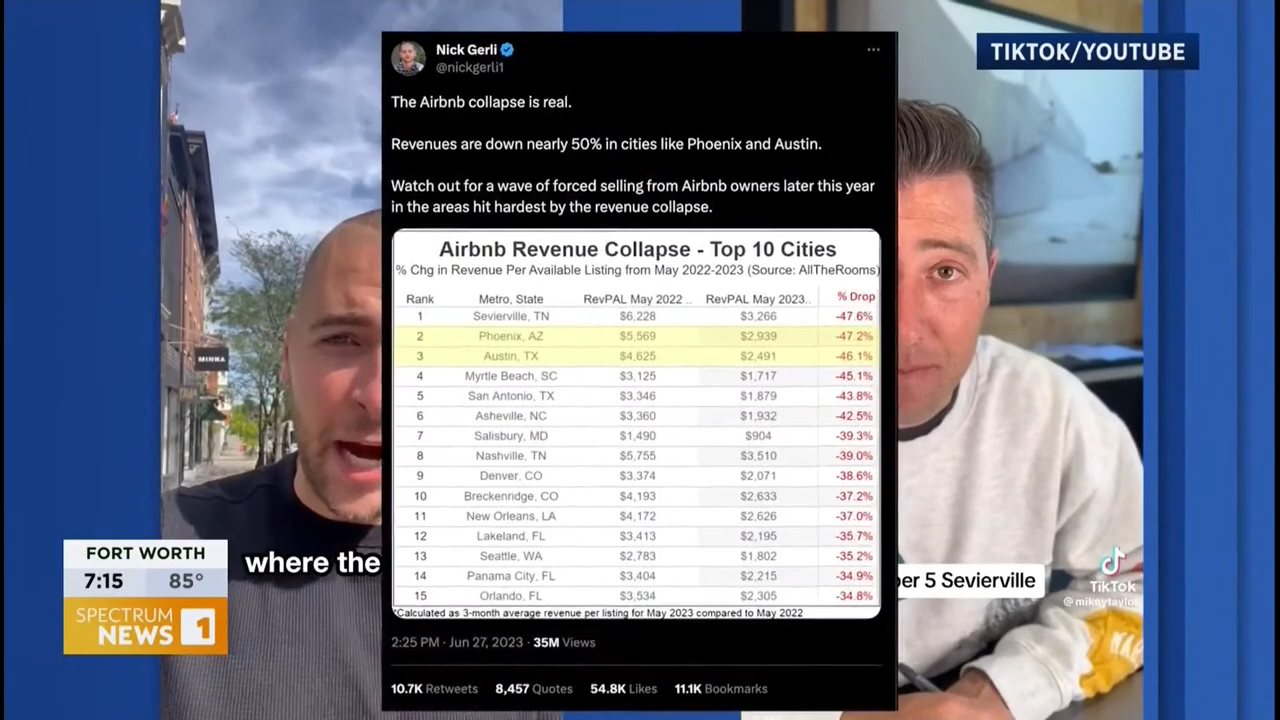 TIKTOK/YOUTUBE
Nick Gerli
@nickgerli1
The Airbnb collapse is real.
Revenues are down nearly 50% in cities like Phoenix and Austin.
Watch out for a wave of forced selling from Airbnb owners later this year
in the areas hit hardest by the revenue collapse.
Airbnb Revenue Collapse - Top 10 Cities
% Chg in Revenue Per Available Listing from May 2022-2023 (Source: AllTheRooms)
Rank Metro, State RevPAL May 2022 .. RevPAL May 2023.. % Drop
1 Sevierville, TN $6,228 $3,266 -47.6%
2 Phoenix, AZ $5,569 $2,939 -47.2%
3 Austin, TX $4,625 $2,491 -46.1%
4 Myrtle Beach, SC $3,125 $1,717 -45.1%
5 San Antonio, TX $3,346 $1,879 -43.8%
6 Asheville, NC $3,360 $1,932 -42.5%
7 Salisbury, MD $1,490 $904 -39.3%
8 Nashville, TN $5,755 $3,510 -39.0%
9 Denver, CO $3,374 $2,071 -38.6%
10 Breckenridge, CO $4,193 $2,633 -37.2%
11 New Orleans, LA $4,172 $2,626 -37.0%
12 Lakeland, FL $3,413 $2,195 -35.7%
13 Seattle, WA $2,783 $1,802 -35.2%
14 Panama City, FL $3,404 $2,215 -34.9%
15 Orlando, FL $3,534 $2,305 -34.8%
*Calculated as 3-month average revenue per listing for May 2023 compared to May 2022
2:25 PM · Jun 27, 2023 · 35M Views
10.7K Retweets 8,457 Quotes 54.8K Likes 11.1K Bookmarks
MINNA
where the
per 5 Sevierville
TikTok
@mikeytaylor
FORT WORTH
7:15 85°
SPECTRUM
NEWS 1